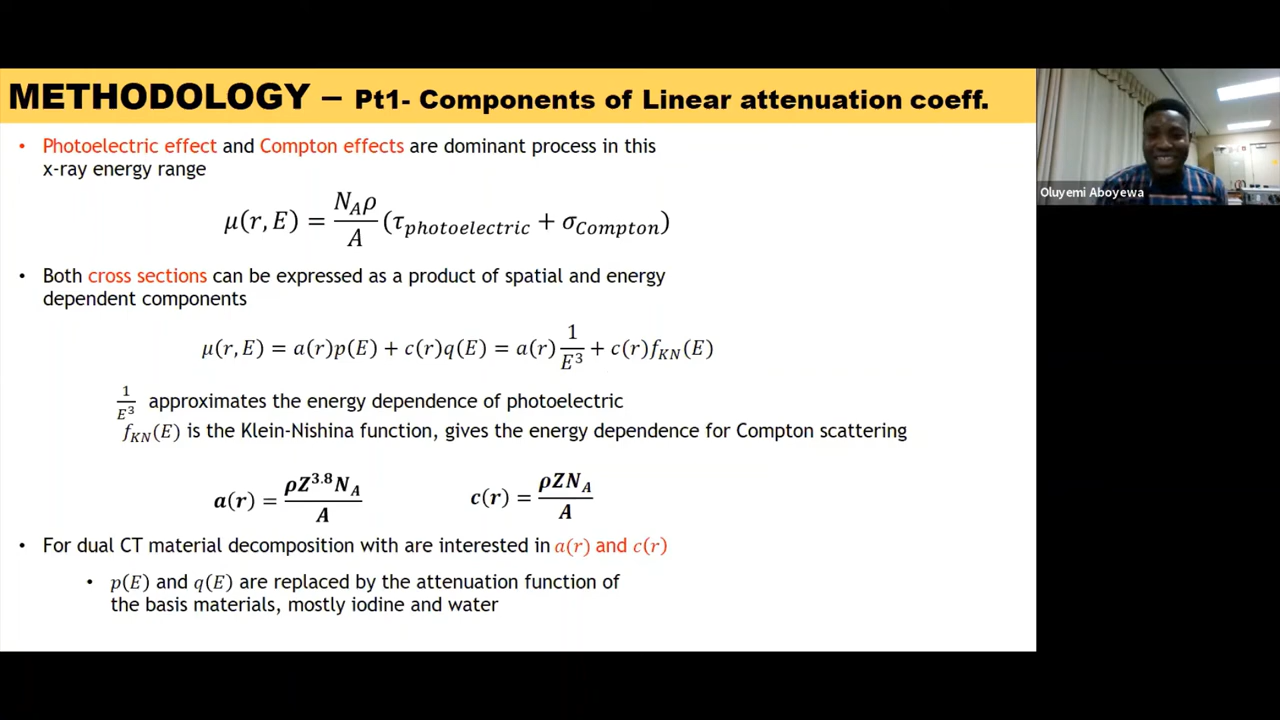 METHODOLOGY – Pt1- Components of Linear attenuation coeff.
• Photoelectric effect and Compton effects are dominant process in this
x-ray energy range
μ(r, E) = N_Aρ/A (τ_photoelectric + σ_Compton)
• Both cross sections can be expressed as a product of spatial and energy
dependent components
μ(r, E) = a(r)p(E) + c(r)q(E) = a(r) 1/E³ + c(r)f_KN(E)
1/E³ approximates the energy dependence of photoelectric
f_KN(E) is the Klein-Nishina function, gives the energy dependence for Compton scattering
a(r) = ρZ^3.8 N_A/A c(r) = ρZN_A/A
• For dual CT material decomposition with are interested in a(r) and c(r)
• p(E) and q(E) are replaced by the attenuation function of
the basis materials, mostly iodine and water
Oluyemi Aboyewa